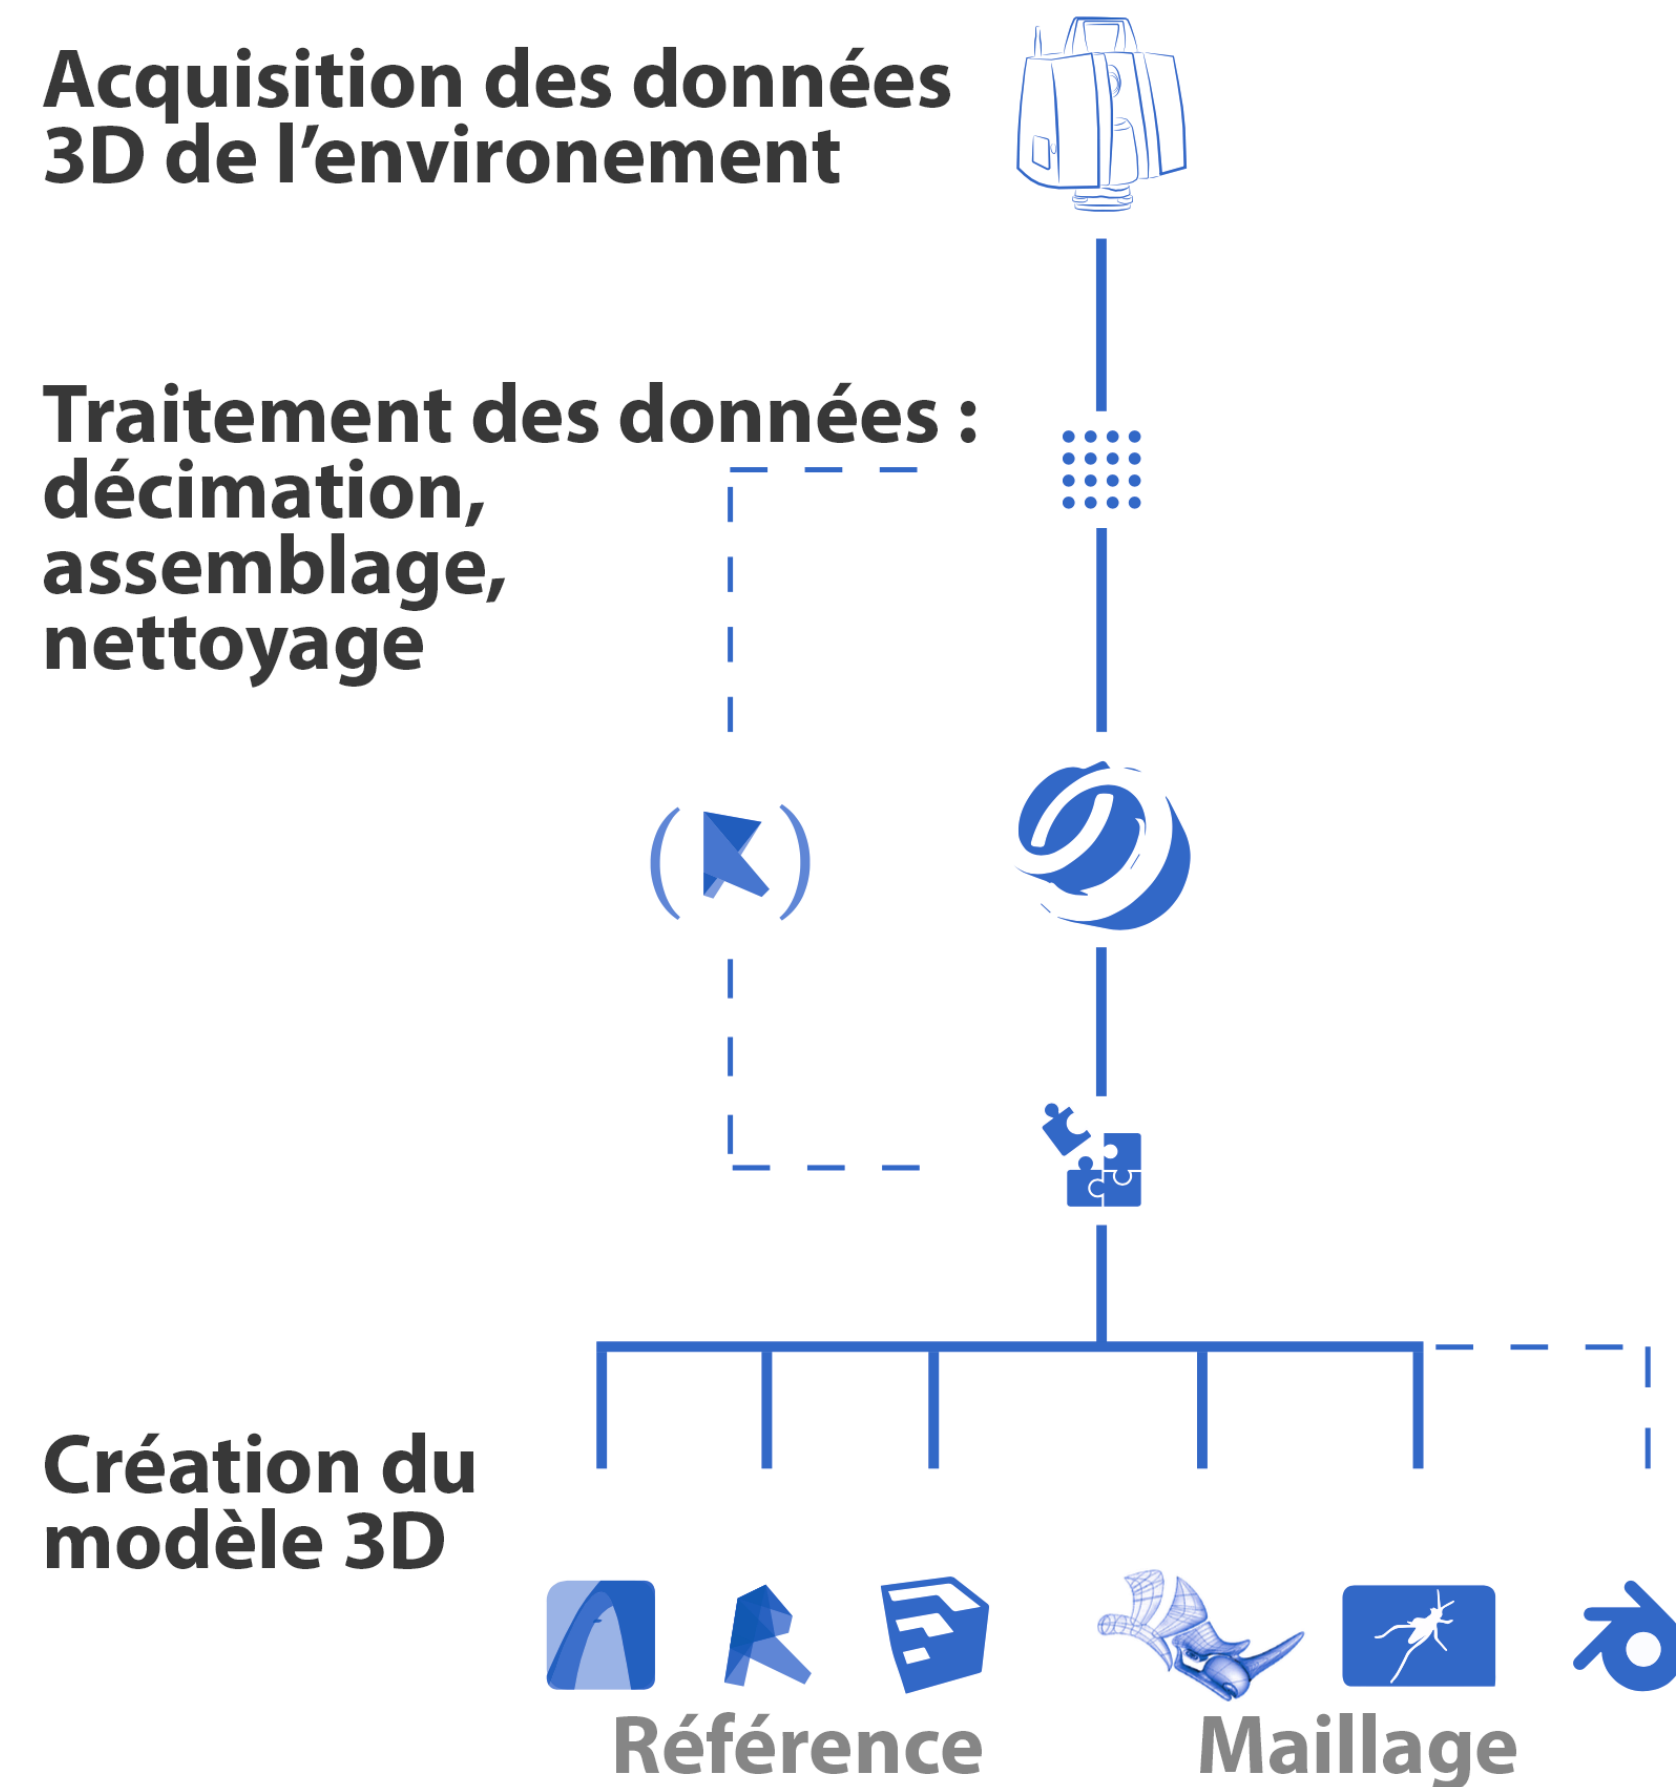 Acquisition des données
3D de l’environement
Traitement des données :
décimation,
assemblage,
nettoyage
Création du
modèle 3D
Référence
Maillage